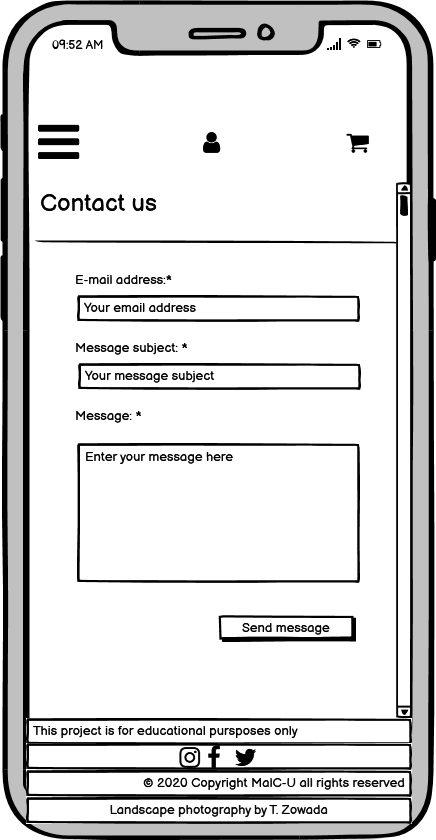 09:52 AM
Contact us
E-mail address:*
Your email address
Message subject: *
Your message subject
Message: *
Enter your message here
Send message
This project is for educational pursposes only
© 2020 Copyright MalC-U all rights reserved
Landscape photography by T. Zowada